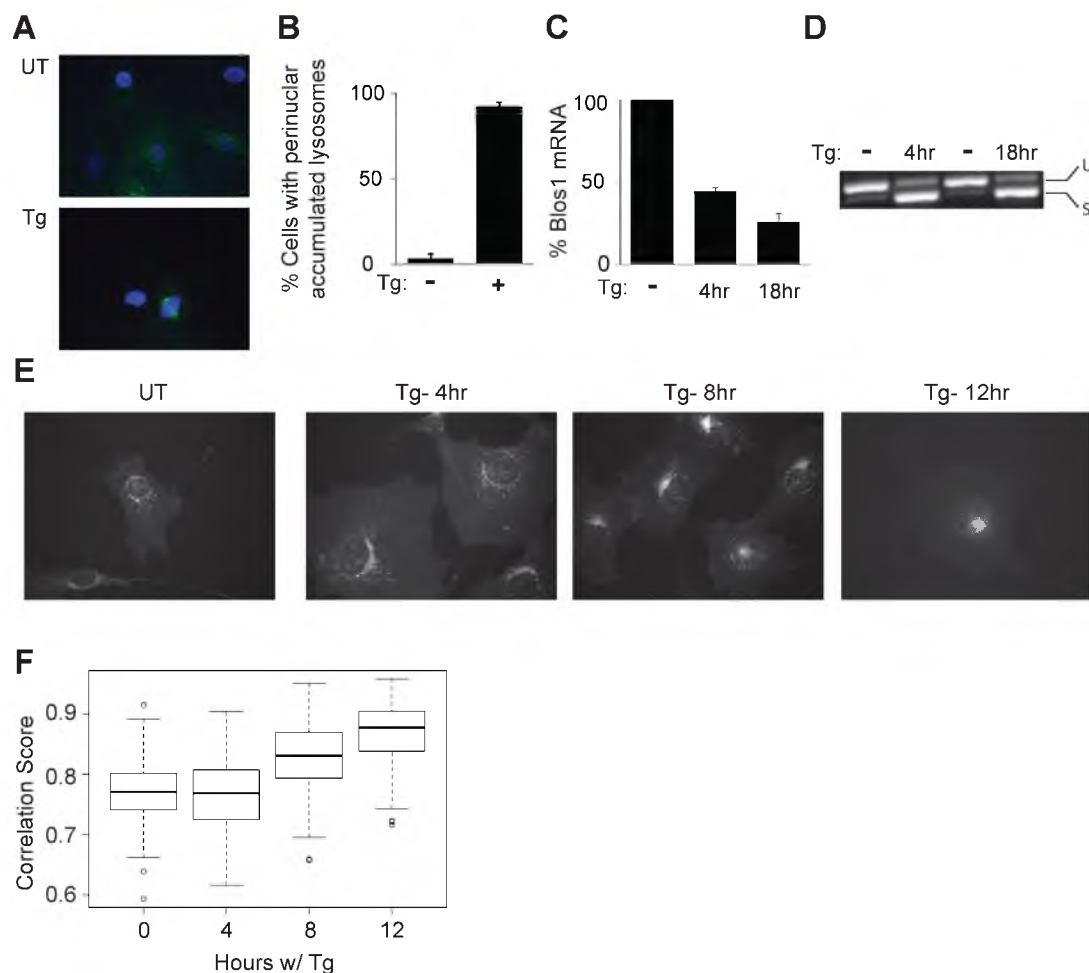 A
UT
Tg
B
% Cells with perinuclar
accumulated lysosomes
100
50
0
Tg: - +
C
% Blos1 mRNA
100
50
0
Tg: - 4hr 18hr
D
Tg: - 4hr - 18hr
U
S
E
UT
Tg- 4hr
Tg- 8hr
Tg- 12hr
F
Correlation Score
0.9
0.8
0.7
0.6
0 4 8 12
Hours w/ Tg